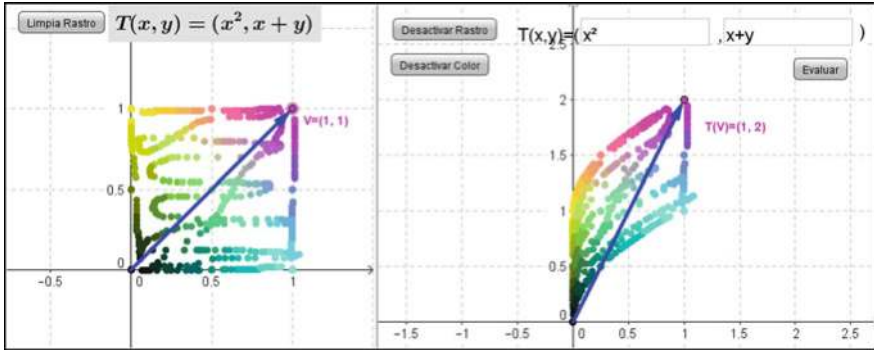 Limpia Rastro
T(x, y) = (x², x + y)
1
V=(1, 1)
0.5
0
-0.5
0
0.5
1
Desactivar Rastro
T(x,y)=( x² , x+y )
Desactivar Color
Evaluar
2.5
2
T(V)=(1, 2)
1.5
1
0.5
0
-1.5
-1
-0.5
0
0.5
1
1.5
2
2.5